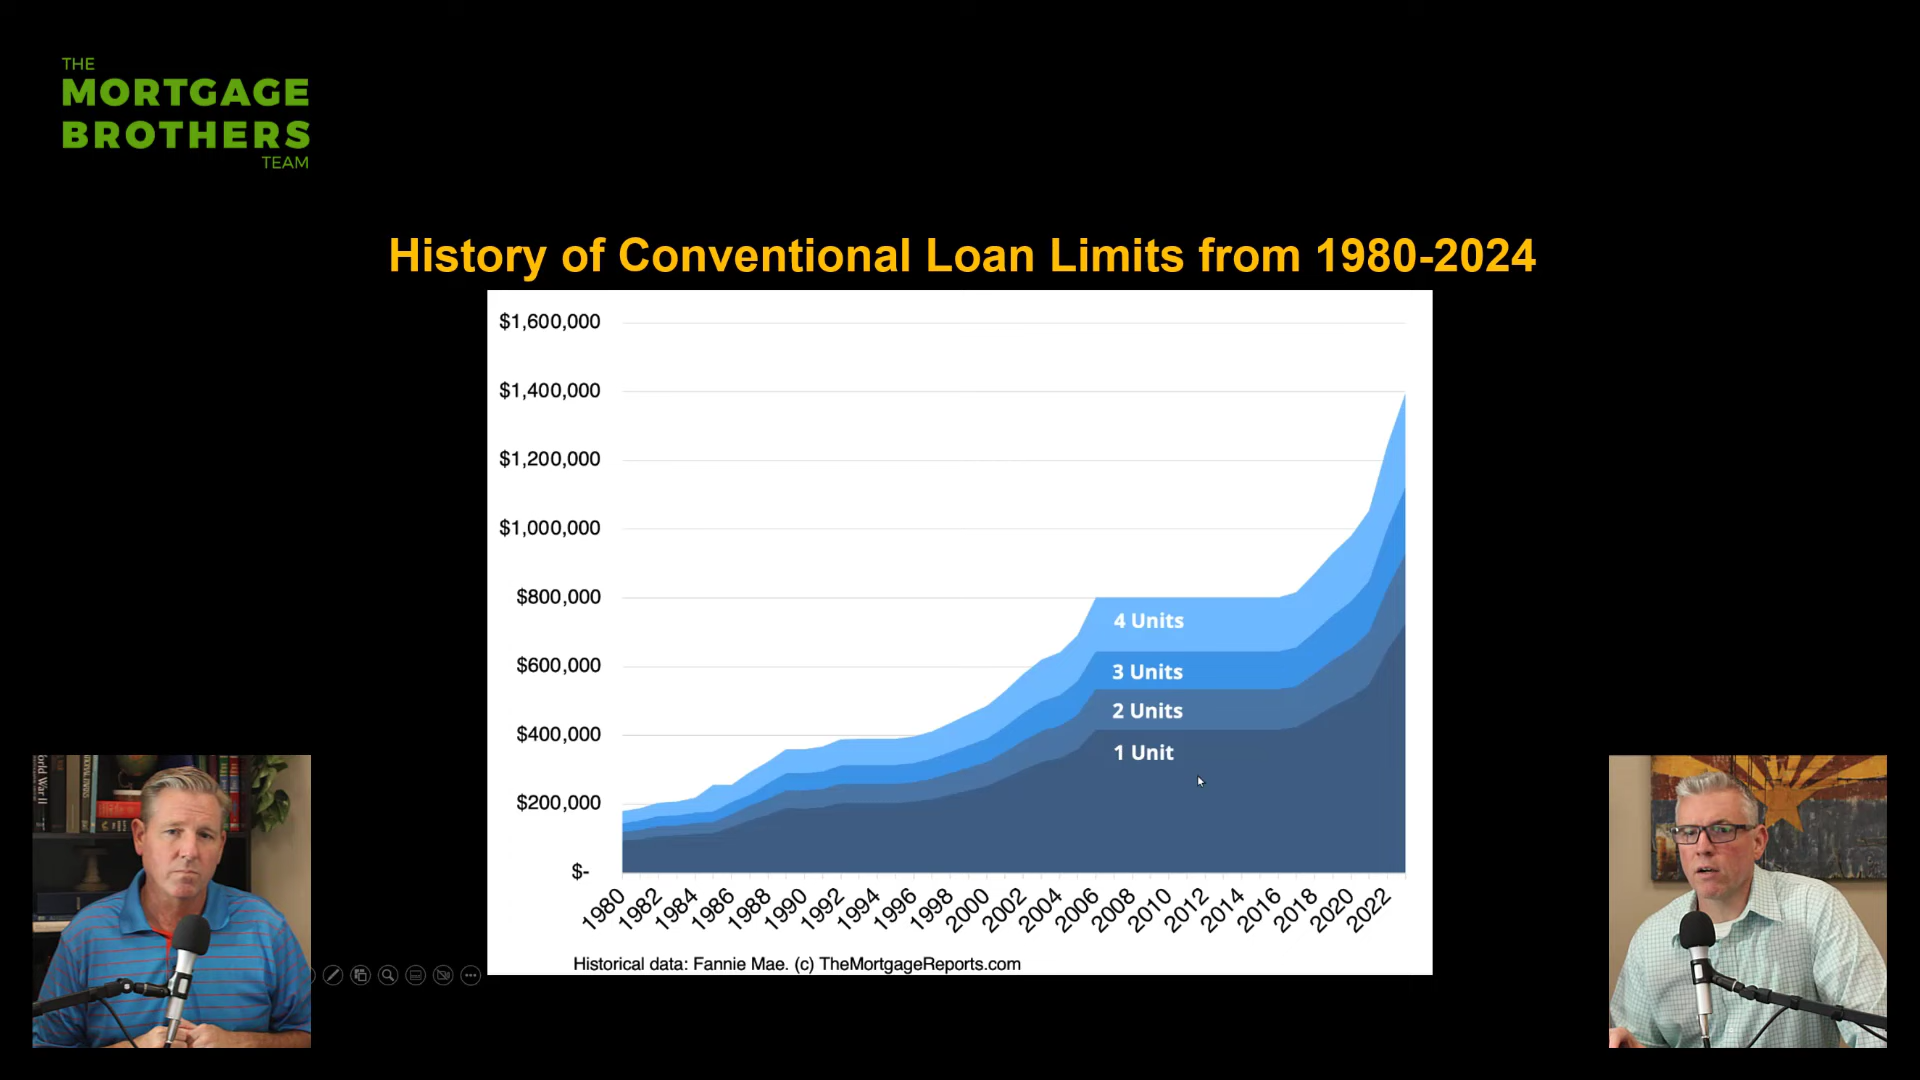 THE
MORTGAGE
BROTHERS
TEAM
History of Conventional Loan Limits from 1980-2024
$1,600,000
$1,400,000
$1,200,000
$1,000,000
$800,000
$600,000
$400,000
$200,000
$-
4 Units
3 Units
2 Units
1 Unit
1980
1982
1984
1986
1988
1990
1992
1994
1996
1998
2000
2002
2004
2006
2008
2010
2012
2014
2016
2018
2020
2022
Historical data: Fannie Mae. (c) TheMortgageReports.com
World War II